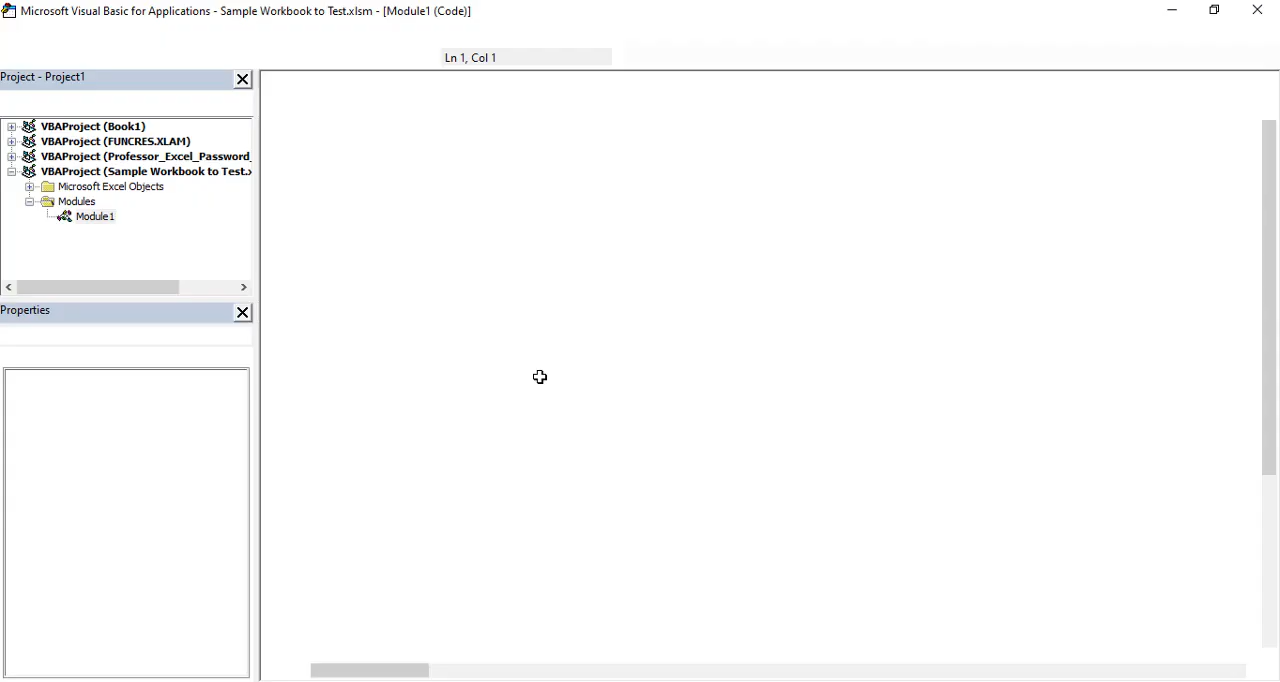 Microsoft Visual Basic for Applications - Sample Workbook to Test.xlsm - [Module1 (Code)]
Ln 1, Col 1
Project - Project1
VBAProject (Book1)
VBAProject (FUNCRES.XLAM)
VBAProject (Professor_Excel_Password_
VBAProject (Sample Workbook to Test.x
Microsoft Excel Objects
Modules
Module1
Properties